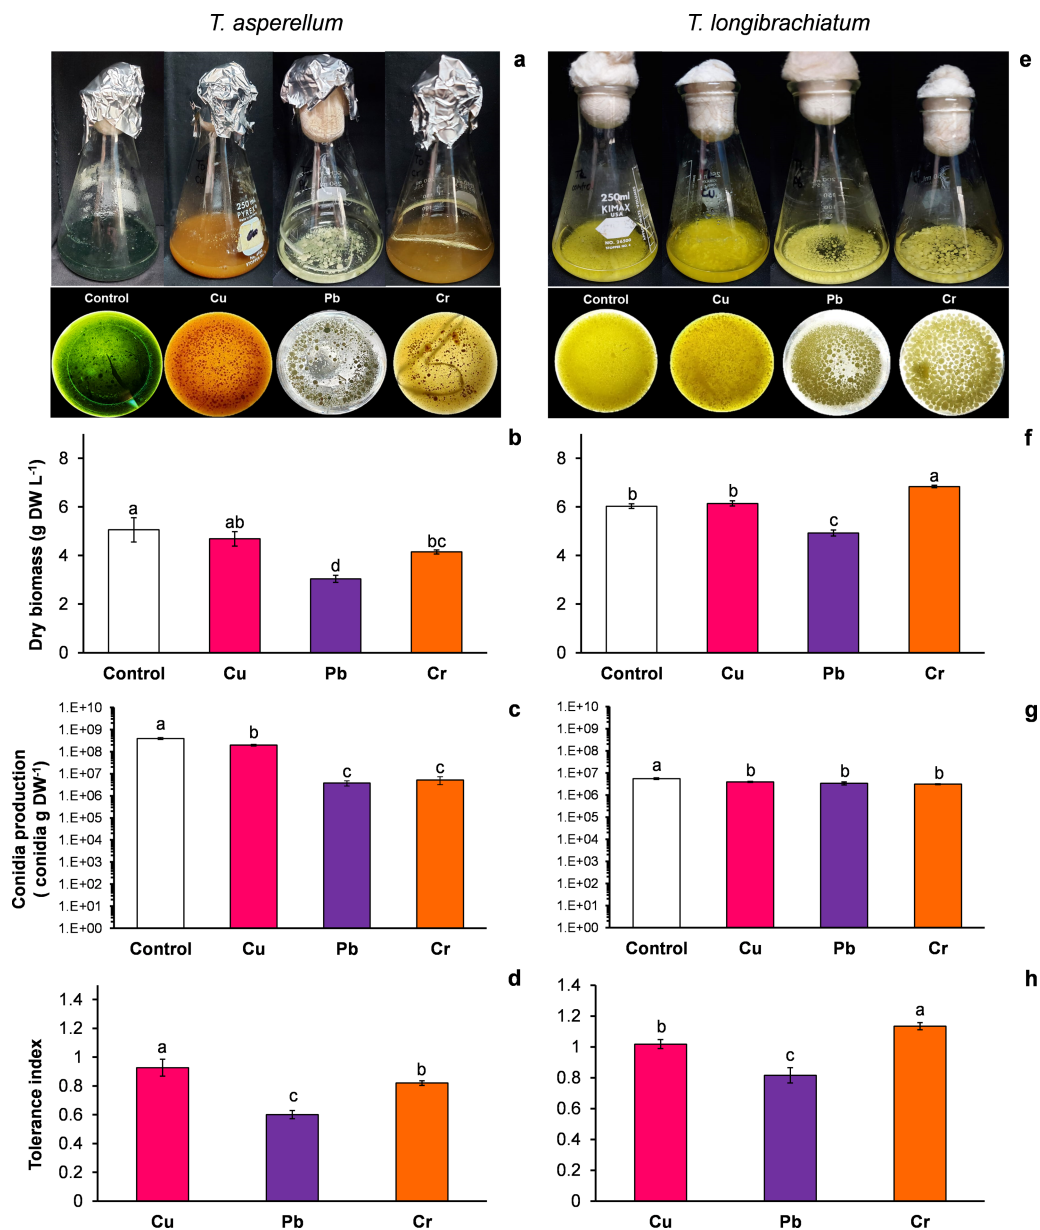 T. asperellum
T. longibrachiatum
a
e
250 ml
PYREX
250ml
KIMAX
USA
NO. 26500
Control
Cu
Pb
Cr
Control
Cu
Pb
Cr
b
Dry biomass (g DW L-1)
8
6
4
2
0
a
ab
d
bc
Control
Cu
Pb
Cr
f
8
6
4
2
0
b
b
c
a
Control
Cu
Pb
Cr
c
Conidia production
( conidia g DW-1)
1.E+10
1.E+09
1.E+08
1.E+07
1.E+06
1.E+05
1.E+04
1.E+03
1.E+02
1.E+01
1.E+00
a
b
c
c
Control
Cu
Pb
Cr
g
1.E+10
1.E+09
1.E+08
1.E+07
1.E+06
1.E+05
1.E+04
1.E+03
1.E+02
1.E+01
1.E+00
a
b
b
b
Control
Cu
Pb
Cr
d
Tolerance index
1.4
1.2
1
0.8
0.6
0.4
0.2
0
a
c
b
Cu
Pb
Cr
h
1.4
1.2
1
0.8
0.6
0.4
0.2
0
b
c
a
Cu
Pb
Cr